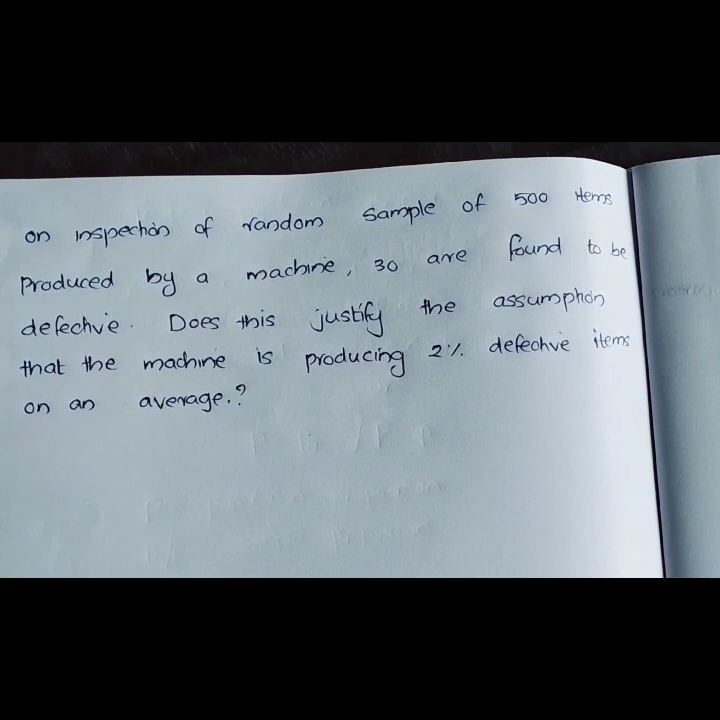 on inspection of random sample of 500 items
produced by a machine, 30 are found to be
defective. Does this justify the assumption
that the machine is producing 2% defective items
on an average.?